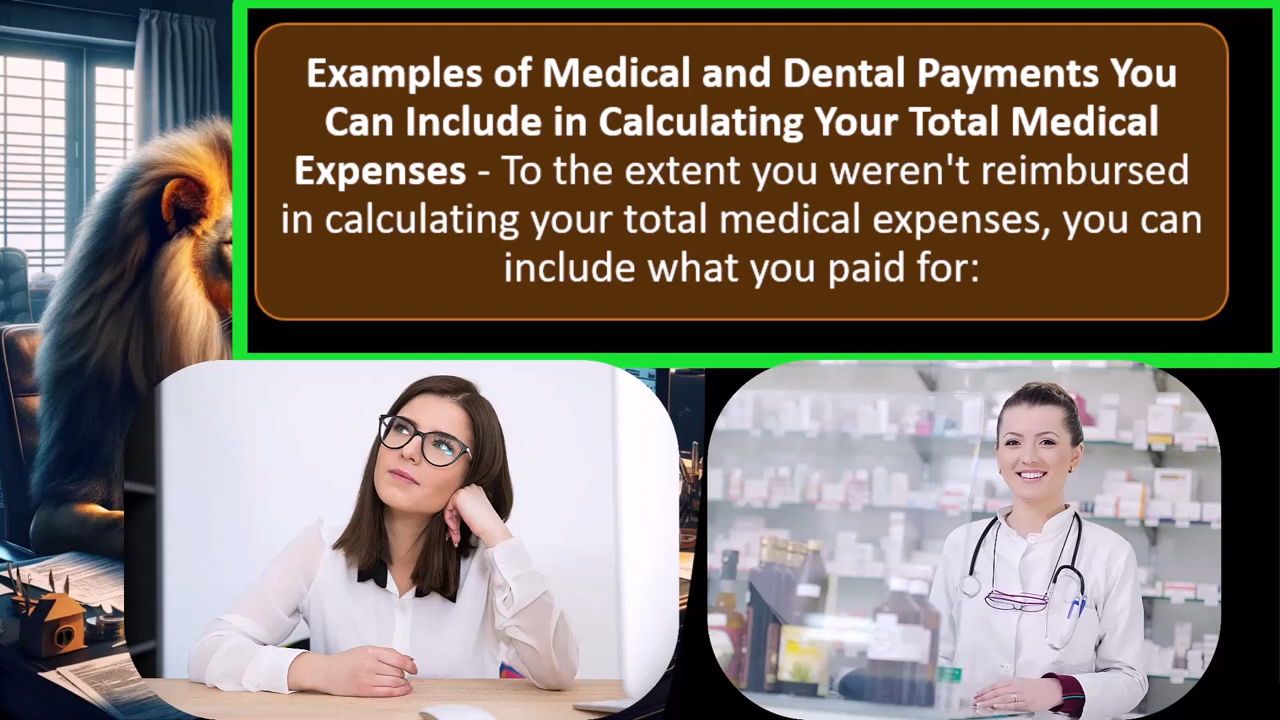 Examples of Medical and Dental Payments You
Can Include in Calculating Your Total Medical
Expenses - To the extent you weren't reimbursed
in calculating your total medical expenses, you can
include what you paid for: